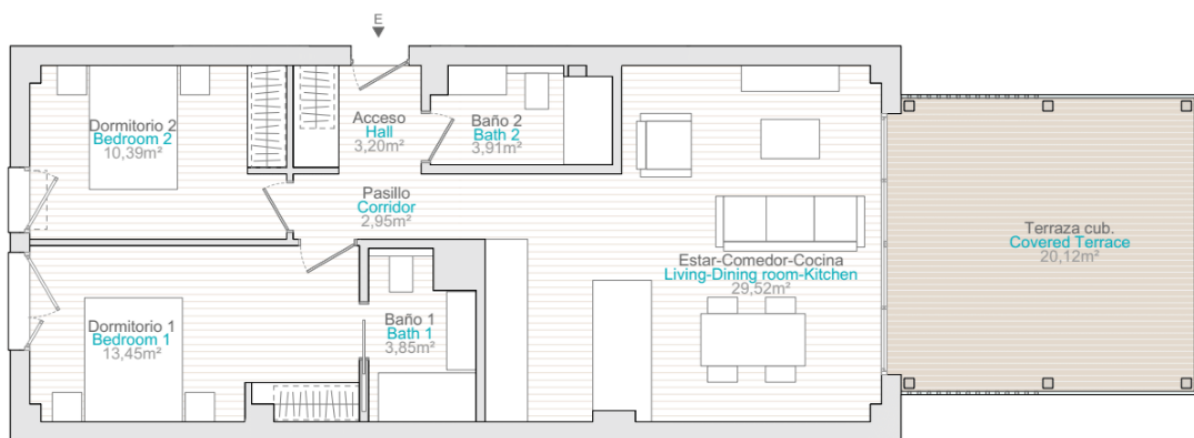 E
Dormitorio 2
Bedroom 2
10,39m²
Acceso
Hall
3,20m²
Baño 2
Bath 2
3,91m²
Pasillo
Corridor
2,95m²
Estar-Comedor-Cocina
Living-Dining room-Kitchen
29,52m²
Terraza cub.
Covered Terrace
20,12m²
Dormitorio 1
Bedroom 1
13,45m²
Baño 1
Bath 1
3,85m²